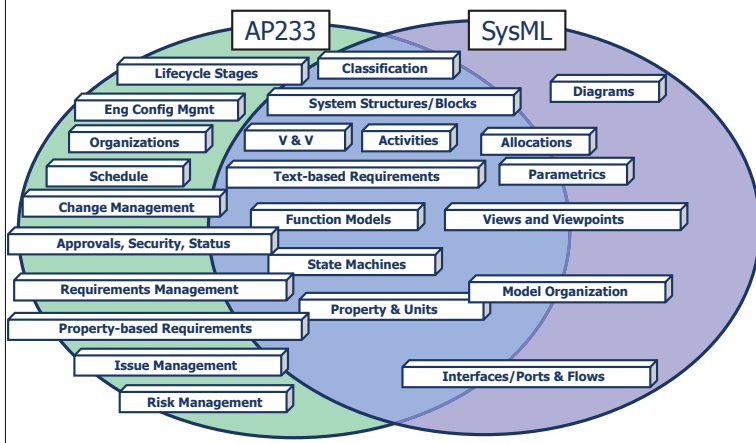 AP233
SysML
Lifecycle Stages
Classification
Diagrams
Eng Config Mgmt
System Structures/Blocks
Organizations
V & V
Activities
Allocations
Schedule
Text-based Requirements
Parametrics
Change Management
Function Models
Views and Viewpoints
Approvals, Security, Status
State Machines
Requirements Management
Model Organization
Property & Units
Property-based Requirements
Issue Management
Interfaces/Ports & Flows
Risk Management